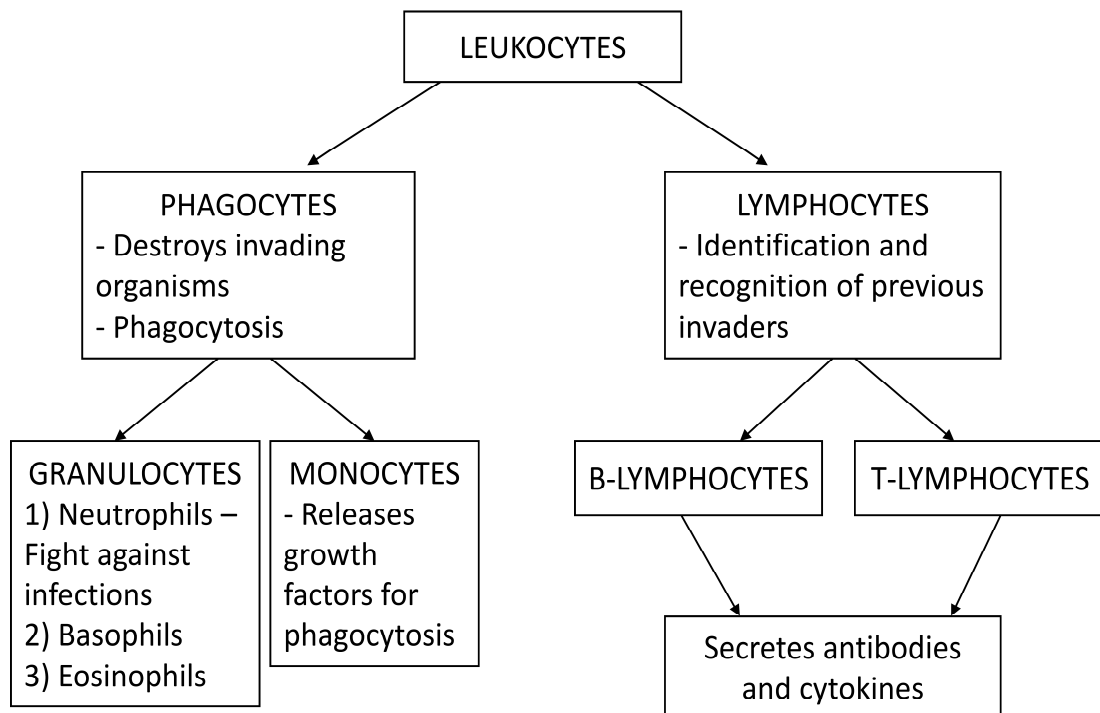 LEUKOCYTES
PHAGOCYTES
- Destroys invading
organisms
- Phagocytosis
LYMPHOCYTES
- Identification and
recognition of previous
invaders
GRANULOCYTES
1) Neutrophils –
Fight against
infections
2) Basophils
3) Eosinophils
MONOCYTES
- Releases
growth
factors for
phagocytosis
B-LYMPHOCYTES
T-LYMPHOCYTES
Secretes antibodies
and cytokines